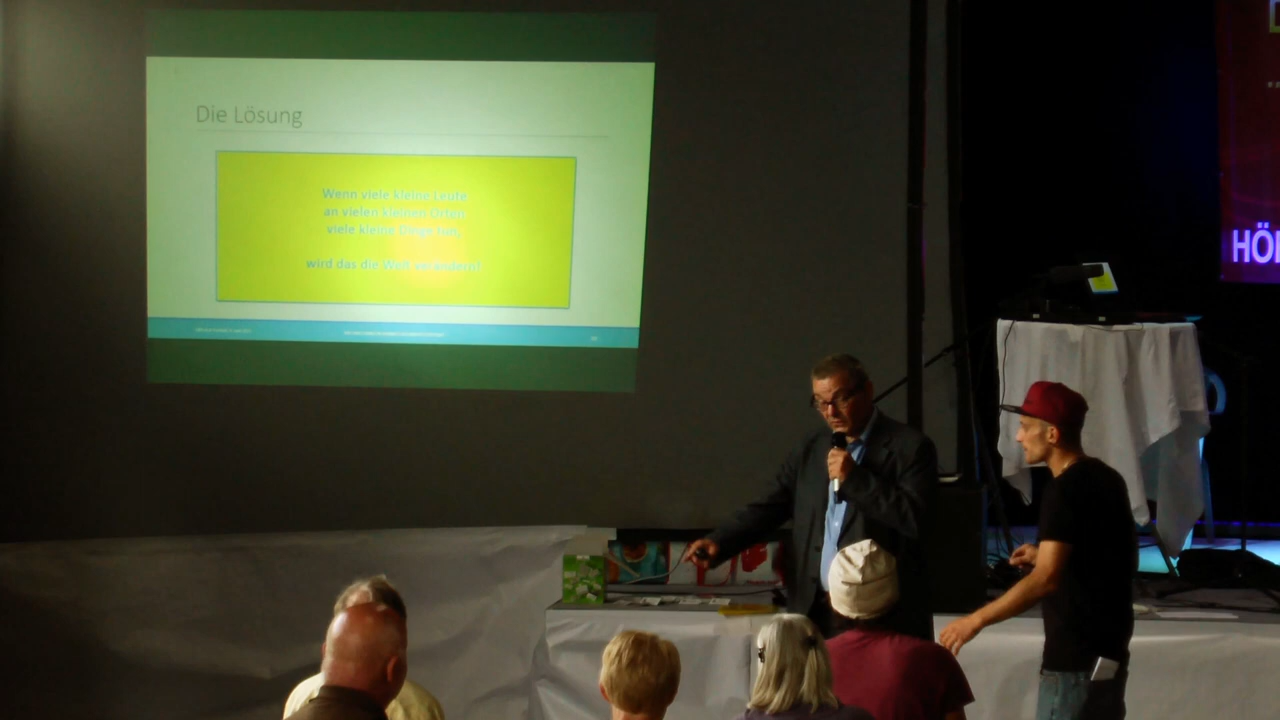 Die Lösung
Wenn viele kleine Leute
an vielen kleinen Orten
viele kleine Dinge tun,
wird das die Welt verändern!
HÖ